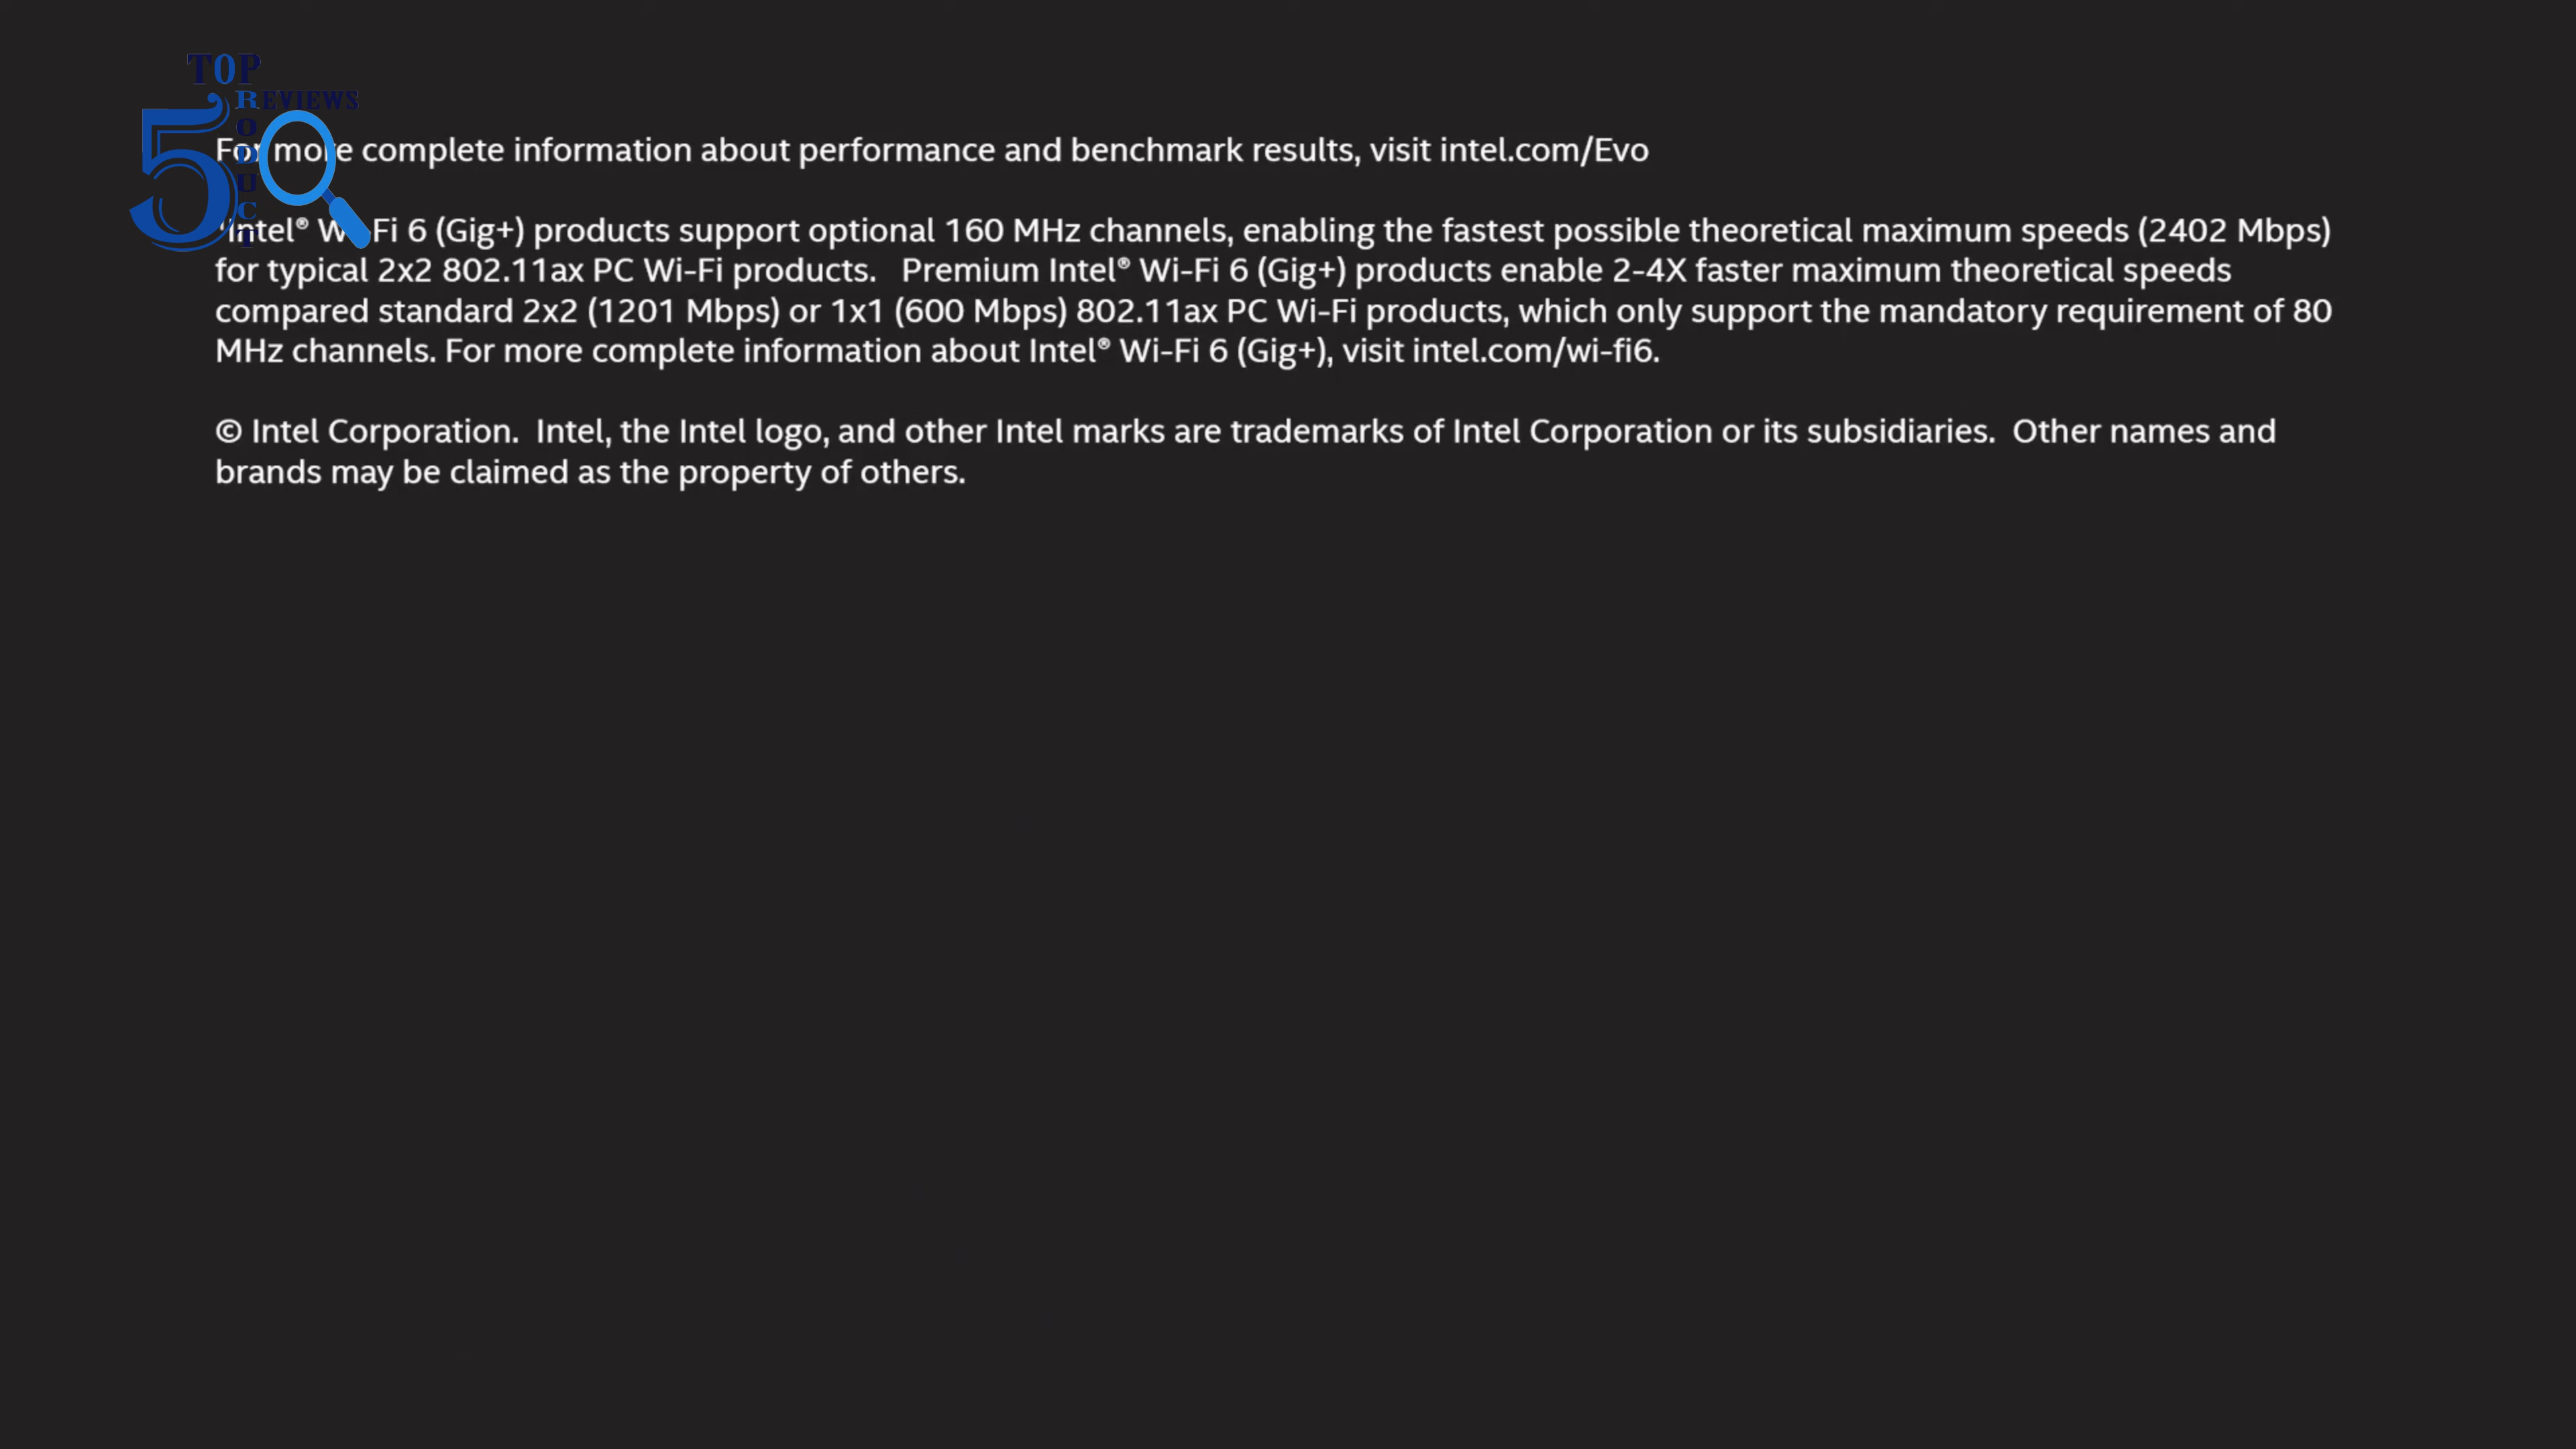 TOP
REVIEWS
PRODUCT
5
For more complete information about performance and benchmark results, visit intel.com/Evo
"Intel® Wi-Fi 6 (Gig+) products support optional 160 MHz channels, enabling the fastest possible theoretical maximum speeds (2402 Mbps)
for typical 2x2 802.11ax PC Wi-Fi products. Premium Intel® Wi-Fi 6 (Gig+) products enable 2-4X faster maximum theoretical speeds
compared standard 2x2 (1201 Mbps) or 1x1 (600 Mbps) 802.11ax PC Wi-Fi products, which only support the mandatory requirement of 80
MHz channels. For more complete information about Intel® Wi-Fi 6 (Gig+), visit intel.com/wi-fi6.
© Intel Corporation. Intel, the Intel logo, and other Intel marks are trademarks of Intel Corporation or its subsidiaries. Other names and
brands may be claimed as the property of others.